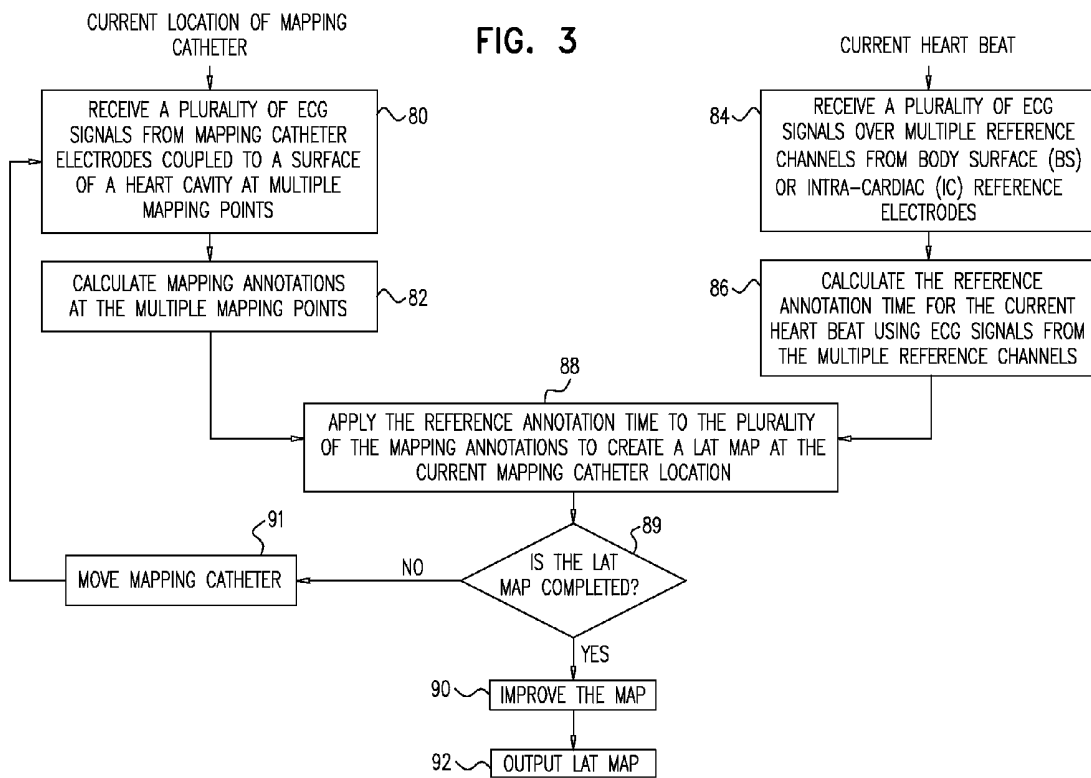 CURRENT LOCATION OF MAPPING
CATHETER
FIG. 3
CURRENT HEART BEAT
RECEIVE A PLURALITY OF ECG
SIGNALS FROM MAPPING CATHETER
ELECTRODES COUPLED TO A SURFACE
OF A HEART CAVITY AT MULTIPLE
MAPPING POINTS
80
84
RECEIVE A PLURALITY OF ECG
SIGNALS OVER MULTIPLE REFERENCE
CHANNELS FROM BODY SURFACE (BS)
OR INTRA-CARDIAC (IC) REFERENCE
ELECTRODES
CALCULATE MAPPING ANNOTATIONS
AT THE MULTIPLE MAPPING POINTS
82
86
CALCULATE THE REFERENCE
ANNOTATION TIME FOR THE CURRENT
HEART BEAT USING ECG SIGNALS FROM
THE MULTIPLE REFERENCE CHANNELS
88
APPLY THE REFERENCE ANNOTATION TIME TO THE PLURALITY
OF THE MAPPING ANNOTATIONS TO CREATE A LAT MAP AT THE
CURRENT MAPPING CATHETER LOCATION
89
IS THE LAT
MAP COMPLETED?
NO
91
MOVE MAPPING CATHETER
YES
90
IMPROVE THE MAP
92
OUTPUT LAT MAP